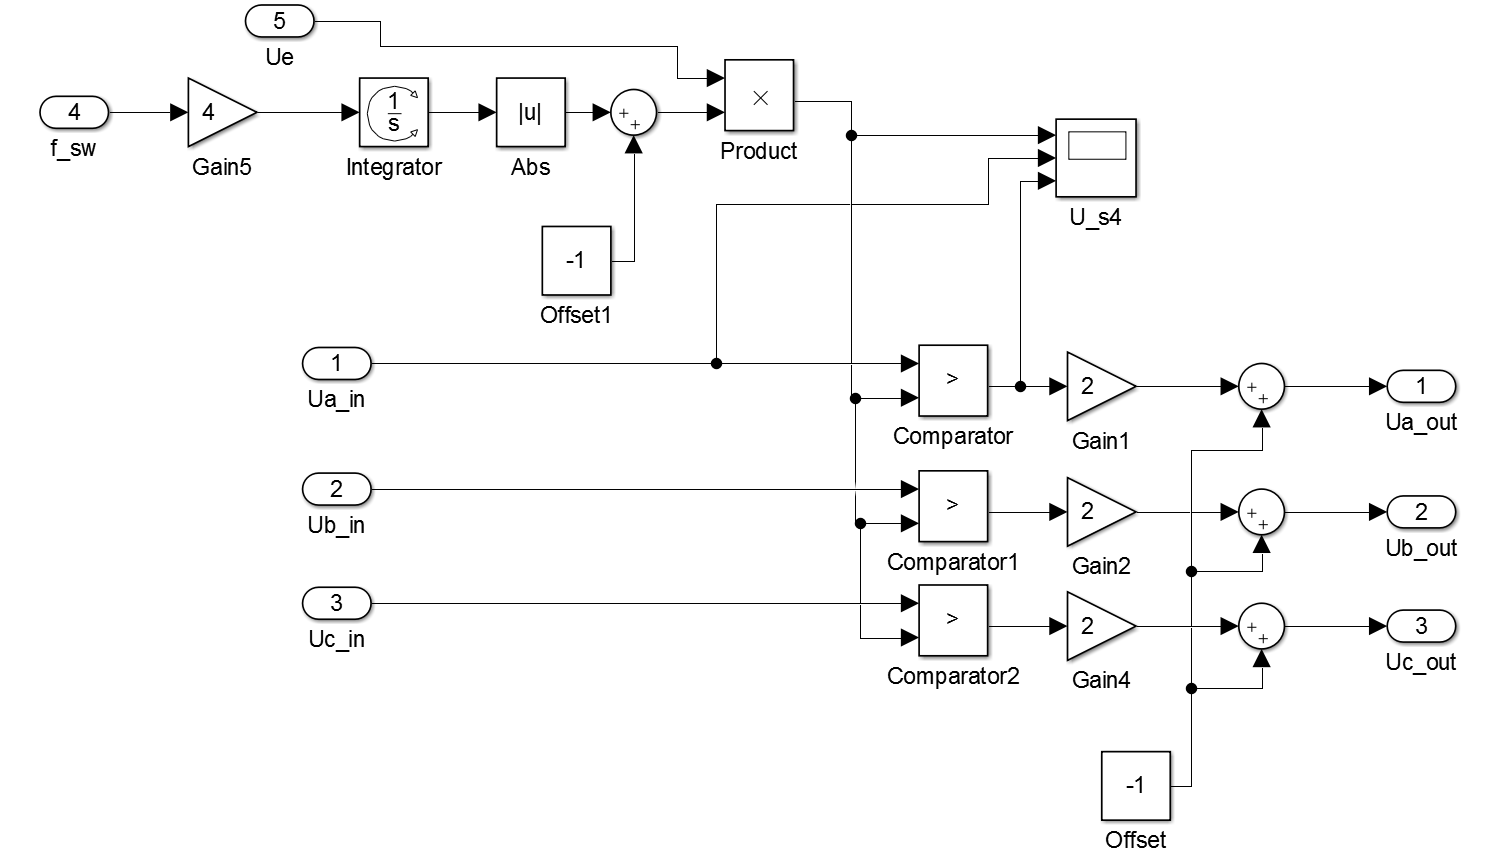 5
Ue
4
f_sw
4
Gain5
1
s
Integrator
|u|
Abs
+
+
×
Product
U_s4
-1
Offset1
1
Ua_in
>
Comparator
2
Gain1
+
+
1
Ua_out
2
Ub_in
>
Comparator1
2
Gain2
+
+
2
Ub_out
3
Uc_in
>
Comparator2
2
Gain4
+
+
3
Uc_out
-1
Offset